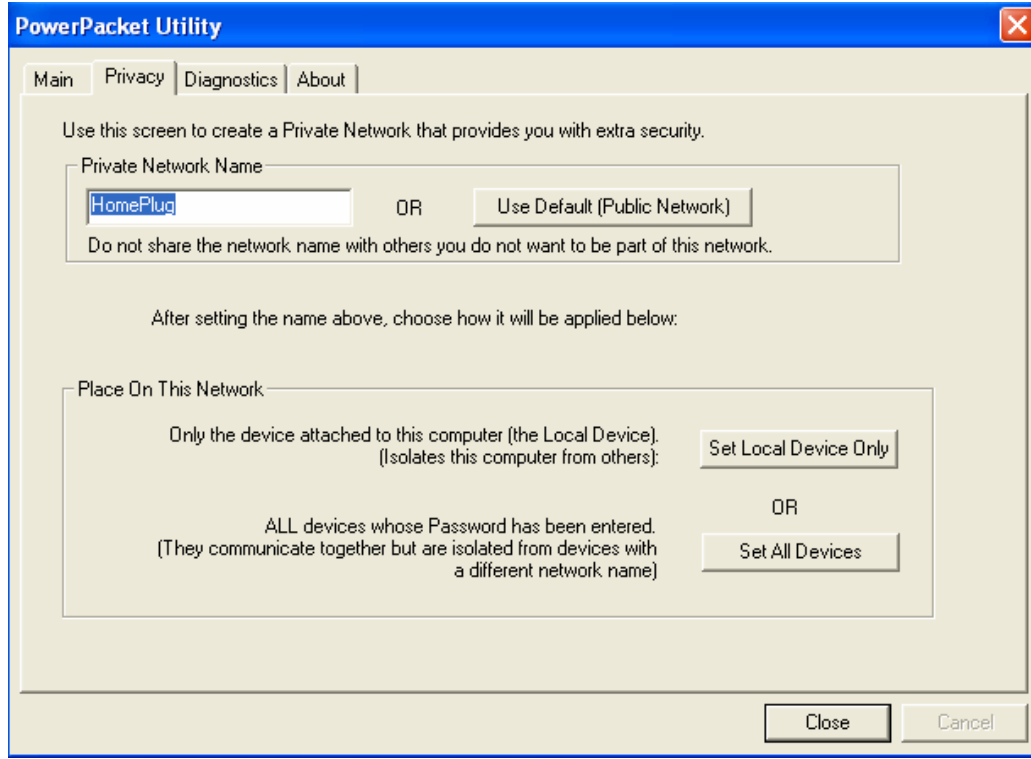 PowerPacket Utility
Main Privacy Diagnostics About
Use this screen to create a Private Network that provides you with extra security.
Private Network Name
HomePlug OR Use Default (Public Network)
Do not share the network name with others you do not want to be part of this network.
After setting the name above, choose how it will be applied below:
Place On This Network
Only the device attached to this computer (the Local Device).
(Isolates this computer from others):
Set Local Device Only
OR
ALL devices whose Password has been entered.
(They communicate together but are isolated from devices with
a different network name)
Set All Devices
Close Cancel